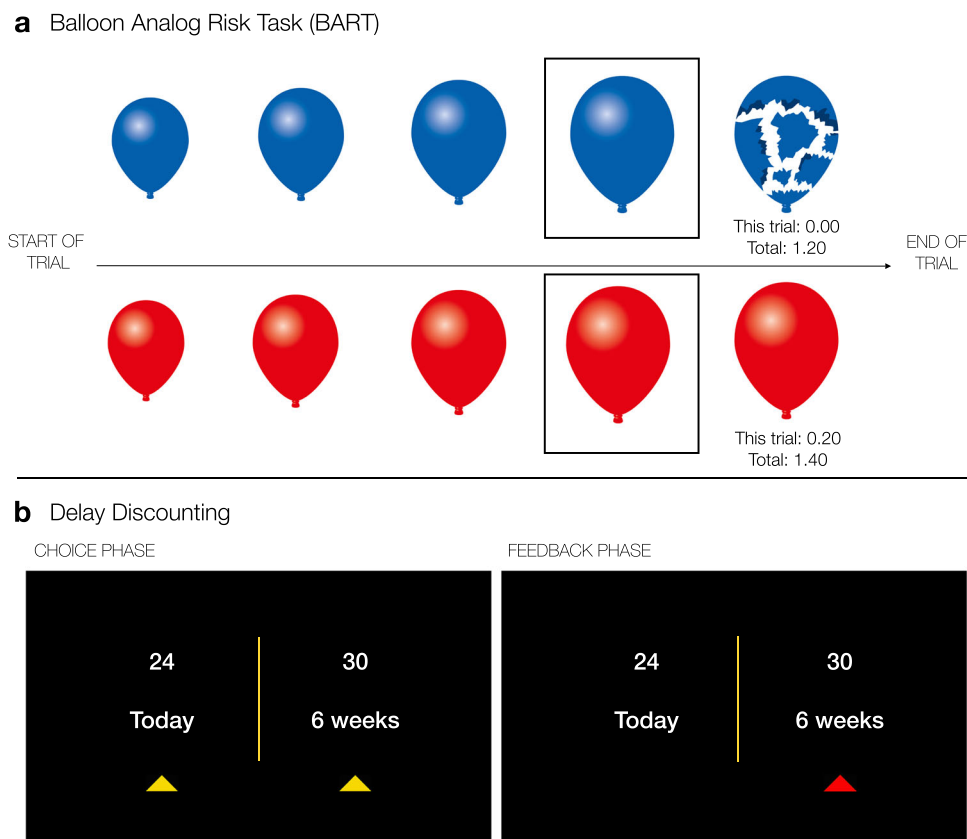 a Balloon Analog Risk Task (BART)
This trial: 0.00
Total: 1.20
START OF
TRIAL
END OF
TRIAL
This trial: 0.20
Total: 1.40
b Delay Discounting
CHOICE PHASE
FEEDBACK PHASE
24
30
Today
6 weeks
24
30
Today
6 weeks